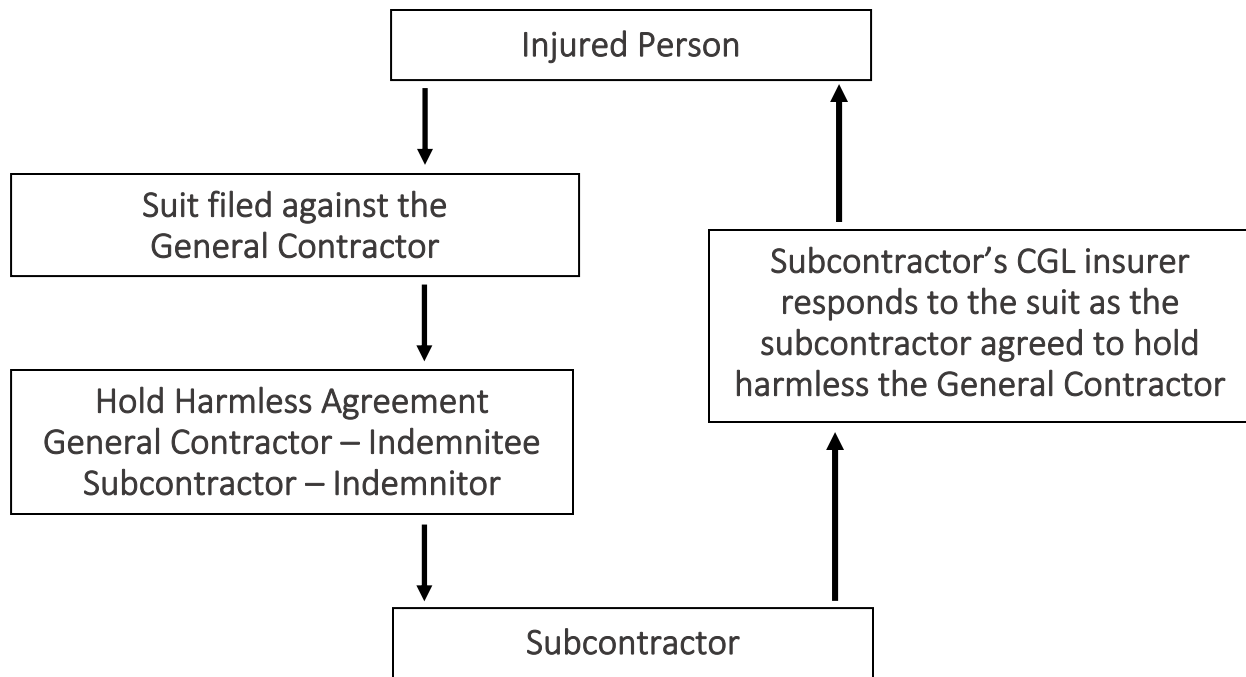 Injured Person
Suit filed against the
General Contractor
Hold Harmless Agreement
General Contractor – Indemnitee
Subcontractor – Indemnitor
Subcontractor
Subcontractor’s CGL insurer
responds to the suit as the
subcontractor agreed to hold
harmless the General Contractor